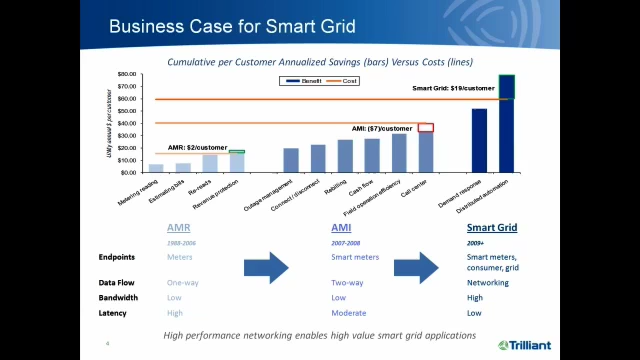 Business Case for Smart Grid
Cumulative per Customer Annualized Savings (bars) Versus Costs (lines)
Utility annual $ per customer
$80.00
$70.00
$60.00
$50.00
$40.00
$30.00
$20.00
$10.00
$0.00
Benefit
Cost
Smart Grid: $19/customer
AMI: ($7)/customer
AMR: $2/customer
Metering reading
Estimating bills
Re-reads
Revenue protection
Outage management
Connect / disconnect
Rebilling
Cash flow
Field operation efficiency
Call center
Demand response
Distributed automation
AMR AMI Smart Grid
1988-2006 2007-2008 2009+
Endpoints Meters Smart meters Smart meters,
consumer, grid
Data Flow One-way Two-way Networking
Bandwidth Low Low High
Latency High Moderate Low
High performance networking enables high value smart grid applications
Trilliant